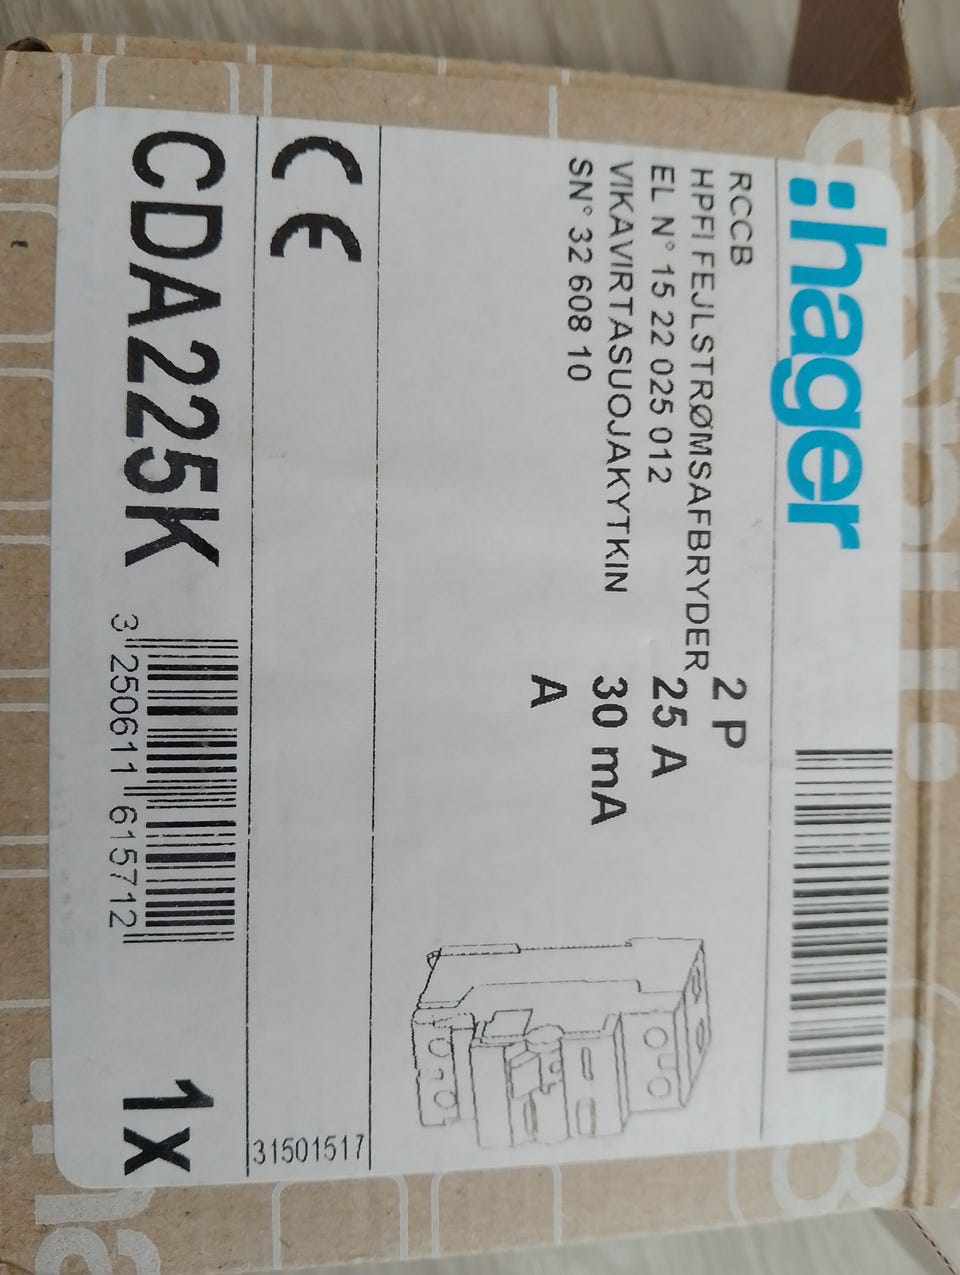 :hager
RCCB
HPFI FEJLSTRØMSAFBRYDER
EL N° 15 22 025 012
VIKAVIRTASUOJAKYTKIN
SN° 32 608 10
2 P
25 A
30 mA
A
CE
31501517
CDA225K
3 250611 615712
1x